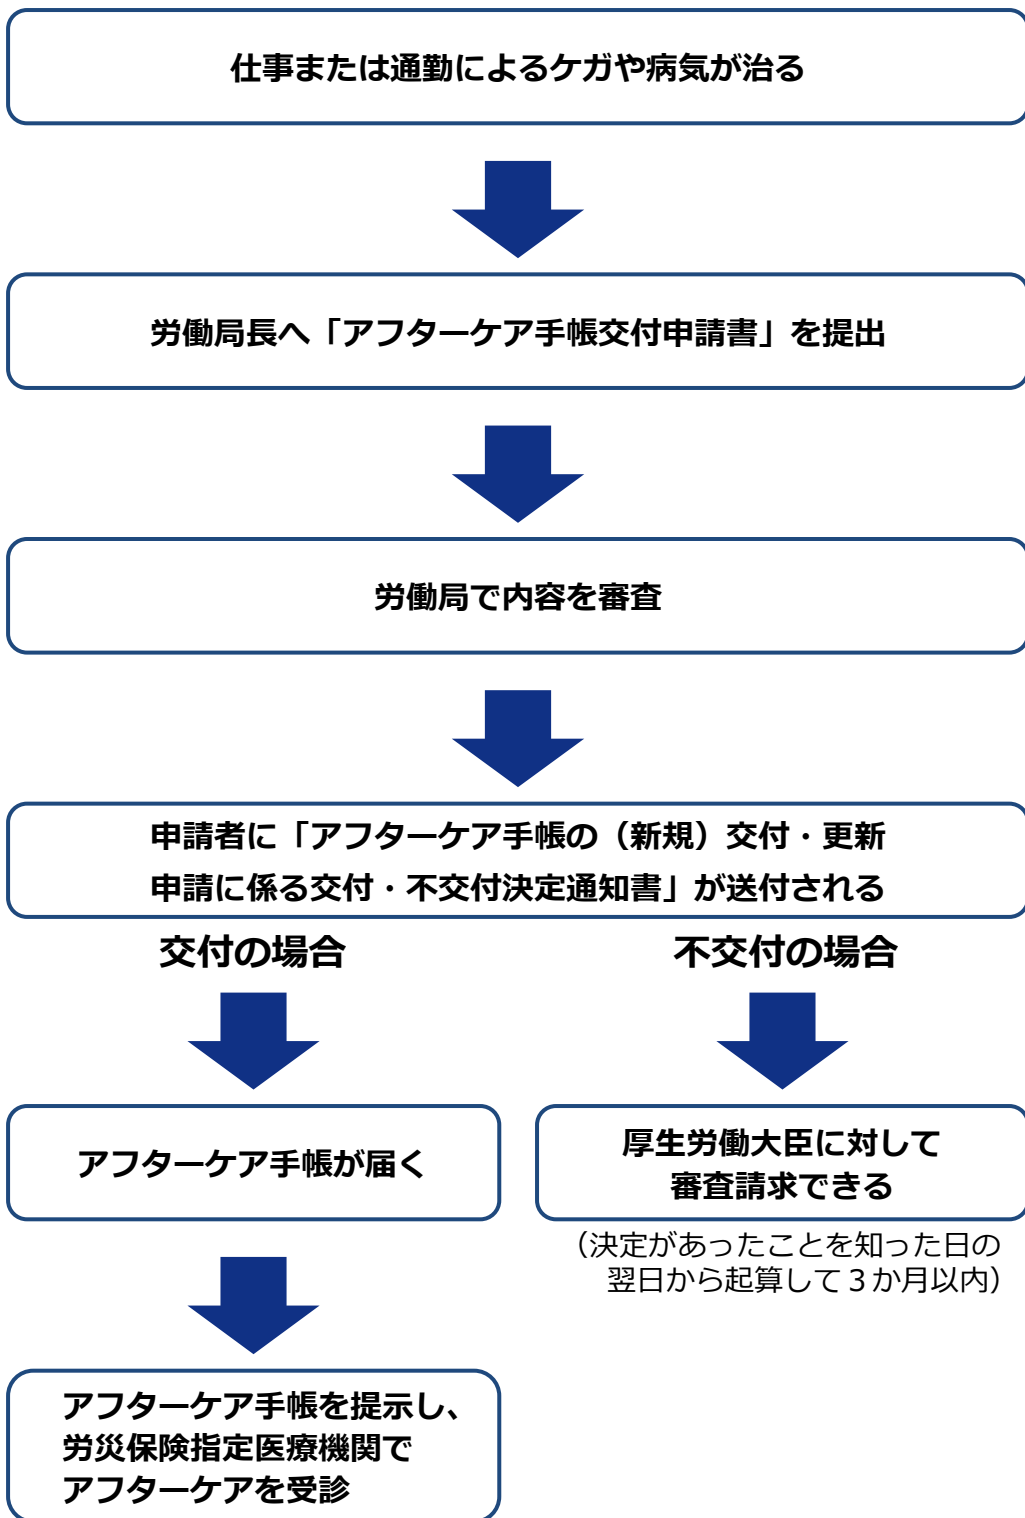 仕事または通勤によるケガや病気が治る
労働局長へ「アフターケア手帳交付申請書」を提出
労働局で内容を審査
申請者に「アフターケア手帳の（新規）交付・更新
申請に係る交付・不交付決定通知書」が送付される
交付の場合
不交付の場合
アフターケア手帳が届く
厚生労働大臣に対して
審査請求できる
（決定があったことを知った日の
翌日から起算して３か月以内）
アフターケア手帳を提示し、
労災保険指定医療機関で
アフターケアを受診